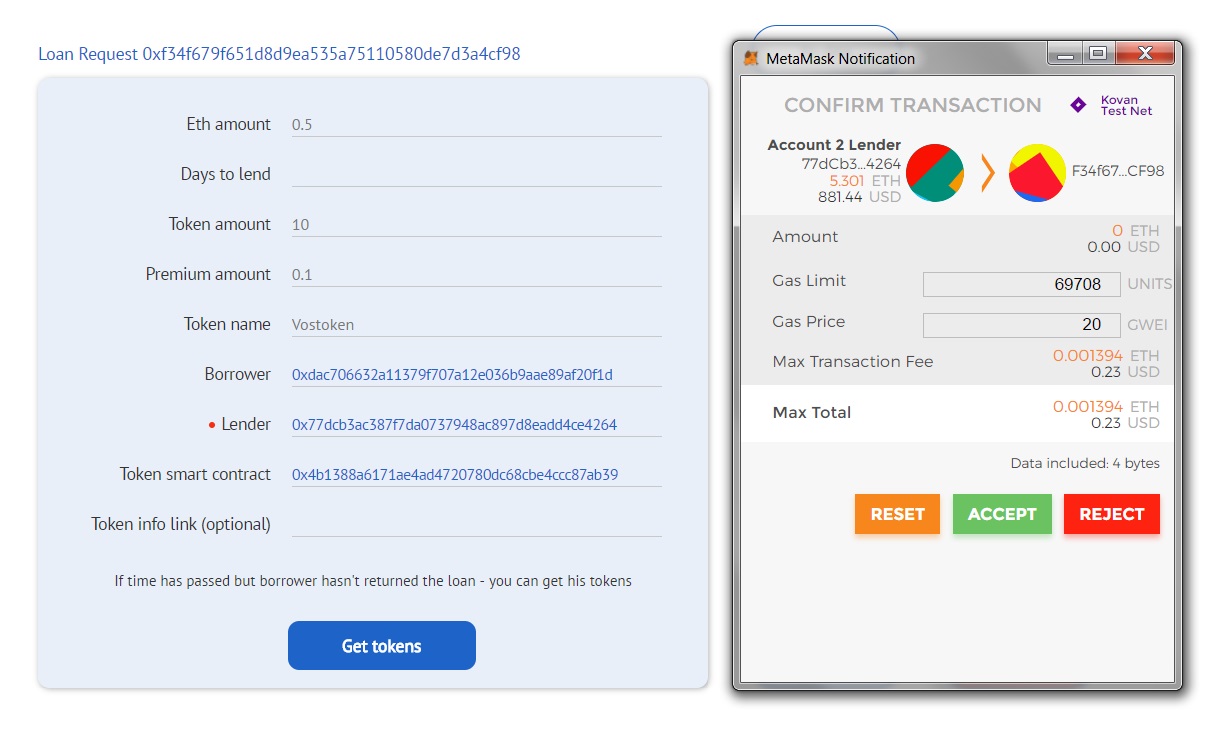 Loan Request 0xf34f679f651d8d9ea535a75110580de7d3a4cf98
Eth amount 0.5
Days to lend
Token amount 10
Premium amount 0.1
Token name Vostoken
Borrower 0xdac706632a11379f707a12e036b9aae89af20f1d
Lender 0x77dcb3ac387f7da0737948ac897d8eadd4ce4264
Token smart contract 0x4b1388a6171ae4ad4720780dc68cbe4ccc87ab39
Token info link (optional)
If time has passed but borrower hasn't returned the loan - you can get his tokens
Get tokens
MetaMask Notification
CONFIRM TRANSACTION
Kovan
Test Net
Account 2 Lender
77dCb3...4264
5.301 ETH
881.44 USD
F34f67...CF98
Amount 0 ETH
0.00 USD
Gas Limit 69708 UNITS
Gas Price 20 GWEI
Max Transaction Fee 0.001394 ETH
0.23 USD
Max Total 0.001394 ETH
0.23 USD
Data included: 4 bytes
RESET ACCEPT REJECT